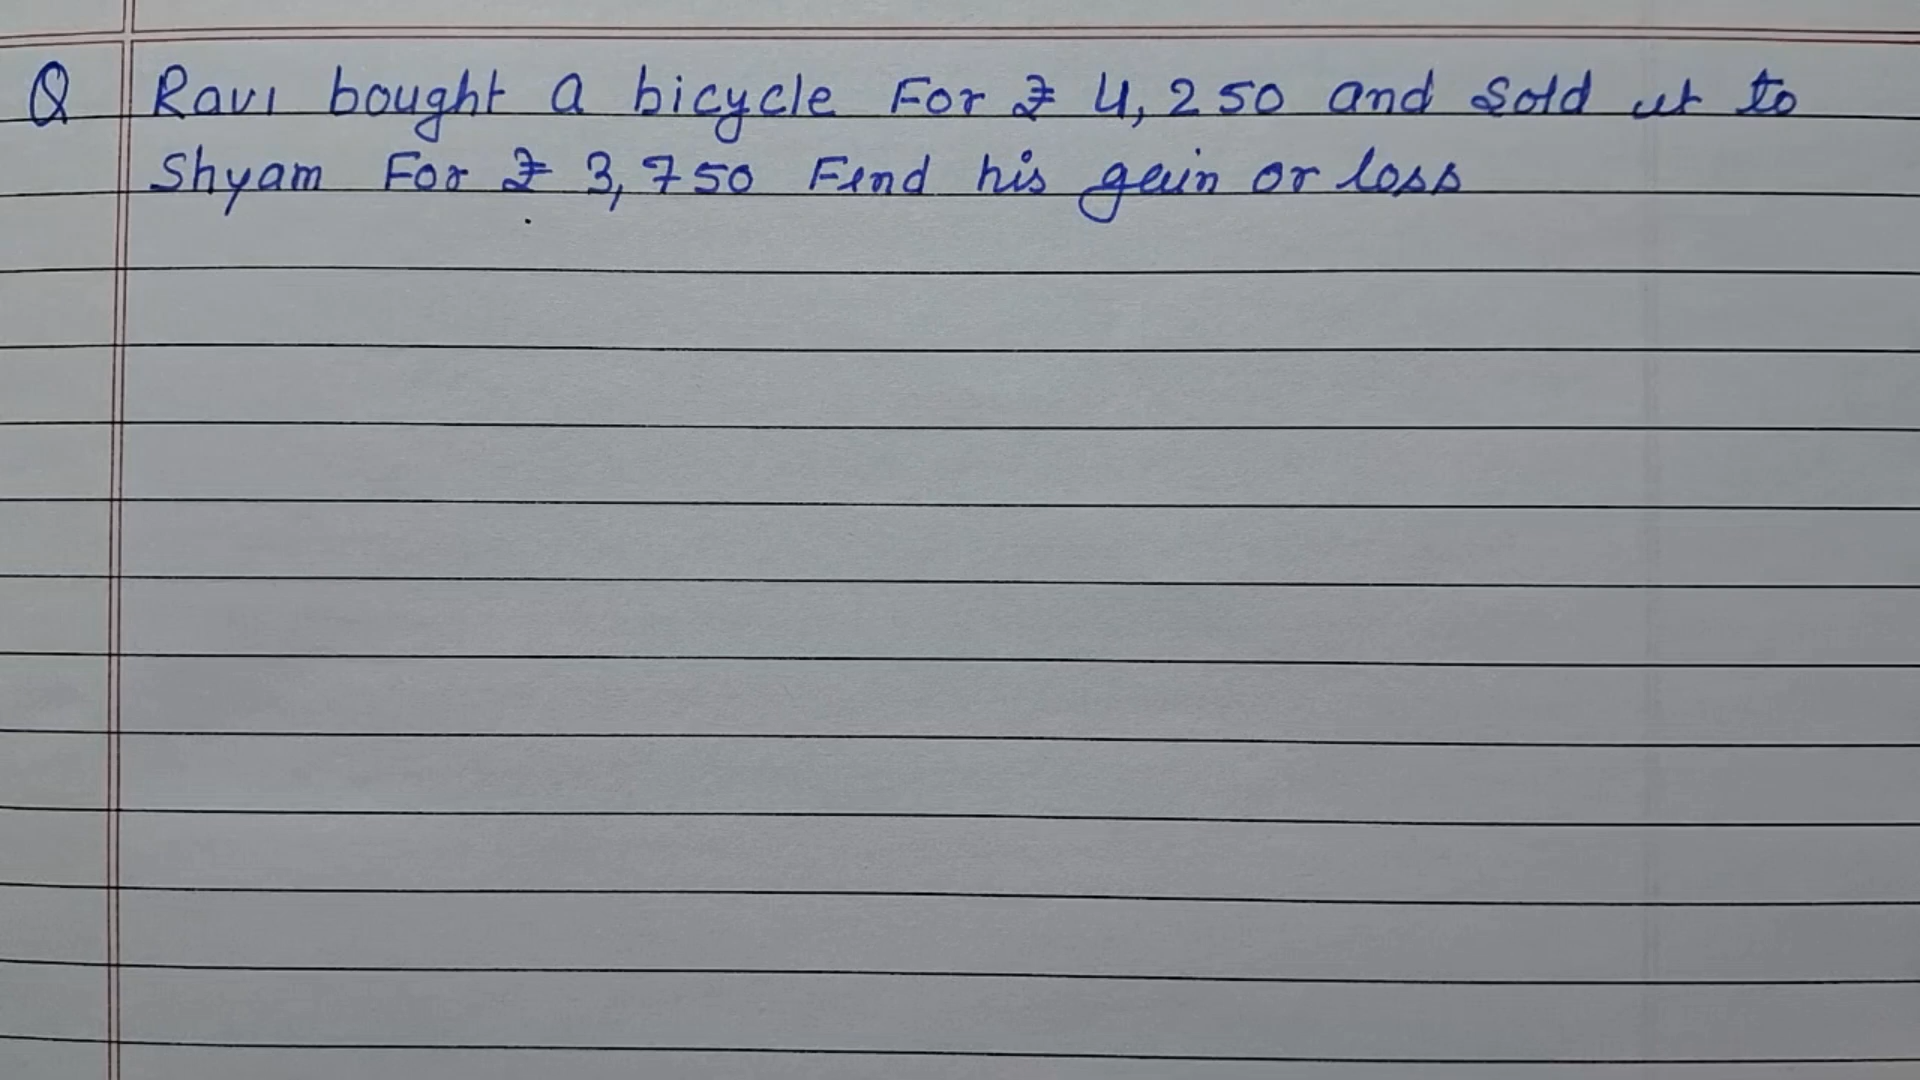 Q Ravi bought a bicycle For ₹ 4,250 and sold it to
Shyam For ₹ 3,750 Find his gain or loss